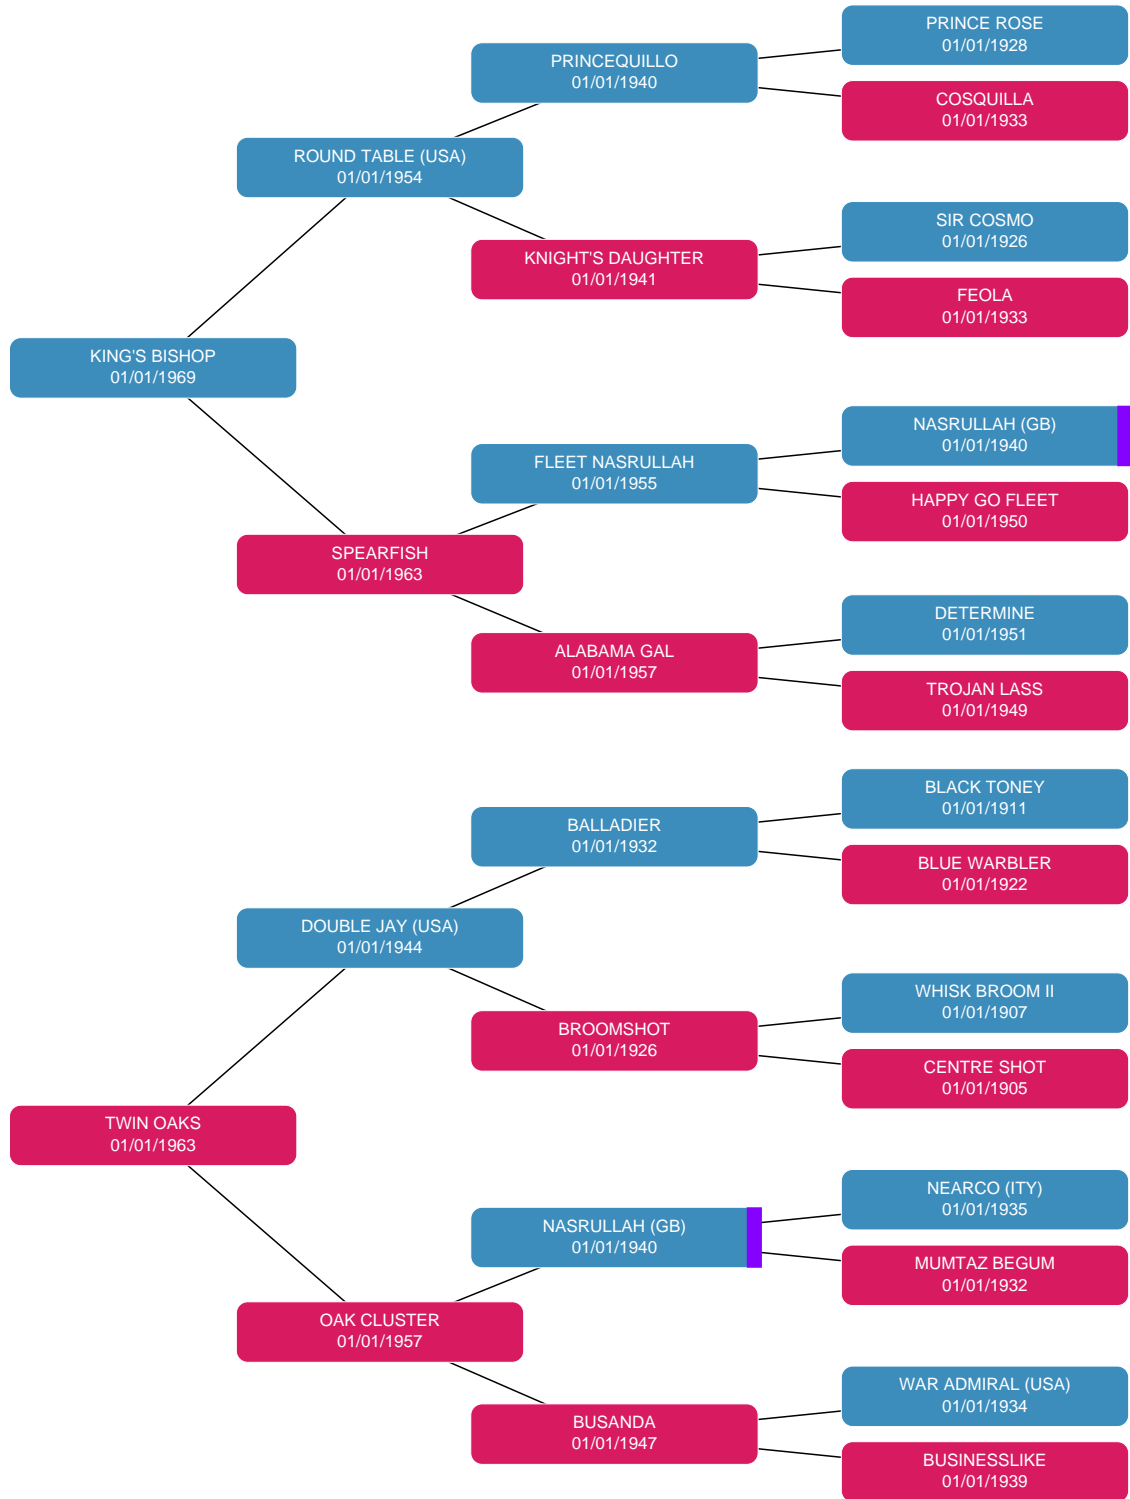 PRINCE ROSE
01/01/1928
PRINCEQUILLO
01/01/1940
COSQUILLA
01/01/1933
ROUND TABLE (USA)
01/01/1954
SIR COSMO
01/01/1926
KNIGHT'S DAUGHTER
01/01/1941
FEOLA
01/01/1933
KING'S BISHOP
01/01/1969
NASRULLAH (GB)
01/01/1940
FLEET NASRULLAH
01/01/1955
HAPPY GO FLEET
01/01/1950
SPEARFISH
01/01/1963
DETERMINE
01/01/1951
ALABAMA GAL
01/01/1957
TROJAN LASS
01/01/1949
BLACK TONEY
01/01/1911
BALLADIER
01/01/1932
BLUE WARBLER
01/01/1922
DOUBLE JAY (USA)
01/01/1944
WHISK BROOM II
01/01/1907
BROOMSHOT
01/01/1926
CENTRE SHOT
01/01/1905
TWIN OAKS
01/01/1963
NEARCO (ITY)
01/01/1935
NASRULLAH (GB)
01/01/1940
MUMTAZ BEGUM
01/01/1932
OAK CLUSTER
01/01/1957
WAR ADMIRAL (USA)
01/01/1934
BUSANDA
01/01/1947
BUSINESSLIKE
01/01/1939